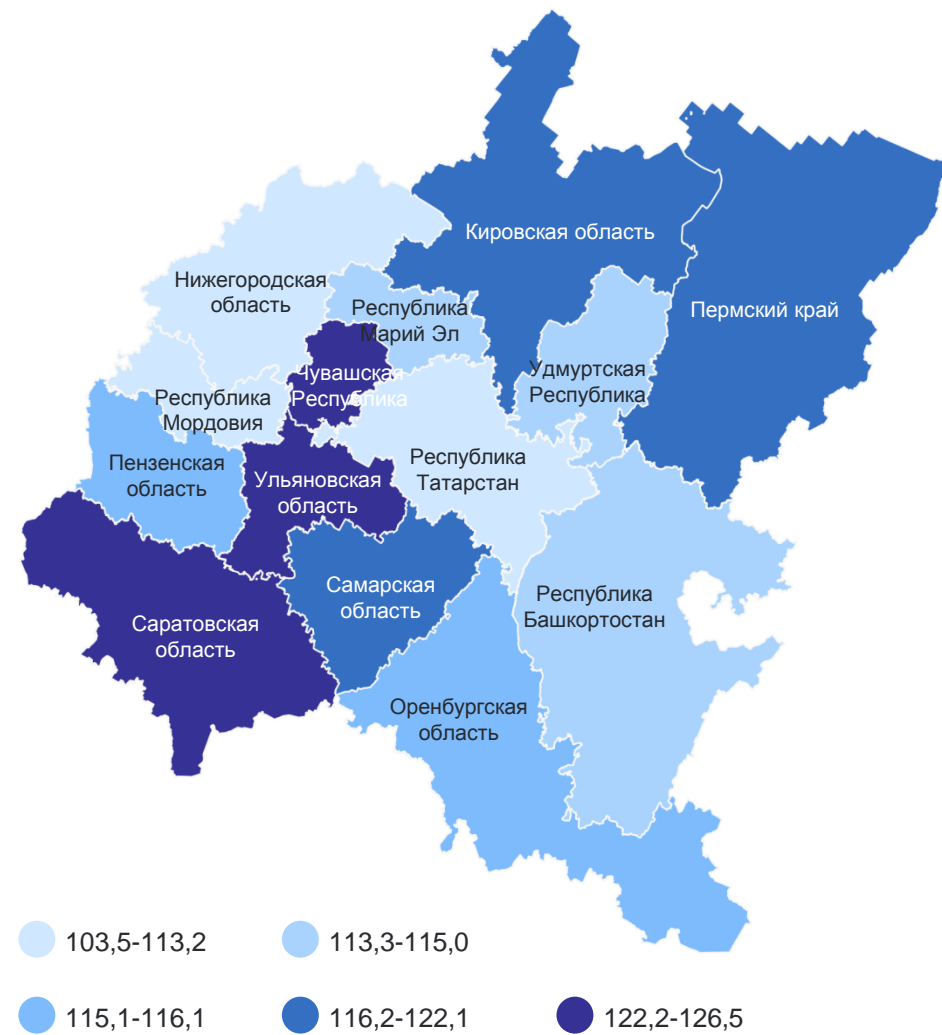 Кировская область
Нижегородская
область
Пермский край
Республика
Марий Эл
Чувашская
Республика
Удмуртская
Республика
Республика
Мордовия
Пензенская
область
Ульяновская
область
Республика
Татарстан
Самарская
область
Республика
Башкортостан
Саратовская
область
Оренбургская
область
103,5-113,2
113,3-115,0
115,1-116,1
116,2-122,1
122,2-126,5